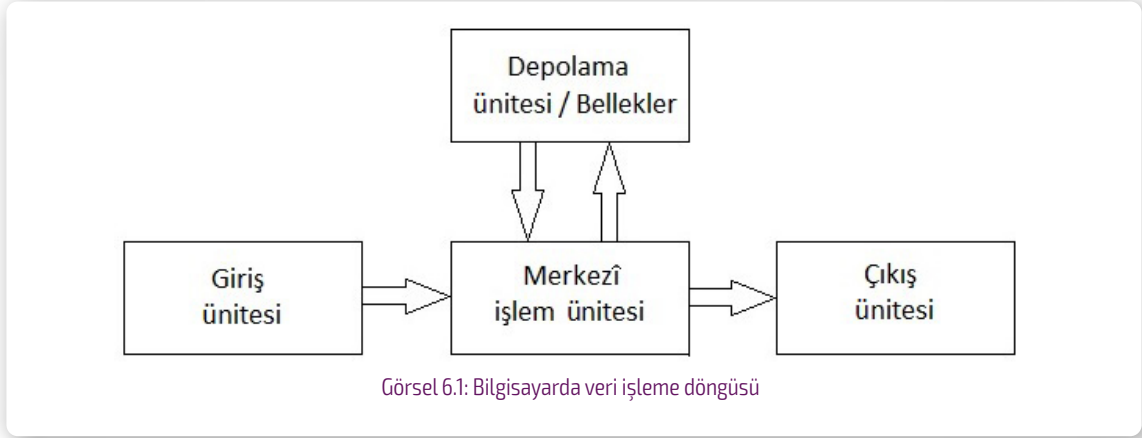 Depolama
ünitesi / Bellekler
Giriş
ünitesi
Merkezî
işlem ünitesi
Çıkış
ünitesi
Görsel 6.1: Bilgisayarda veri işleme döngüsü